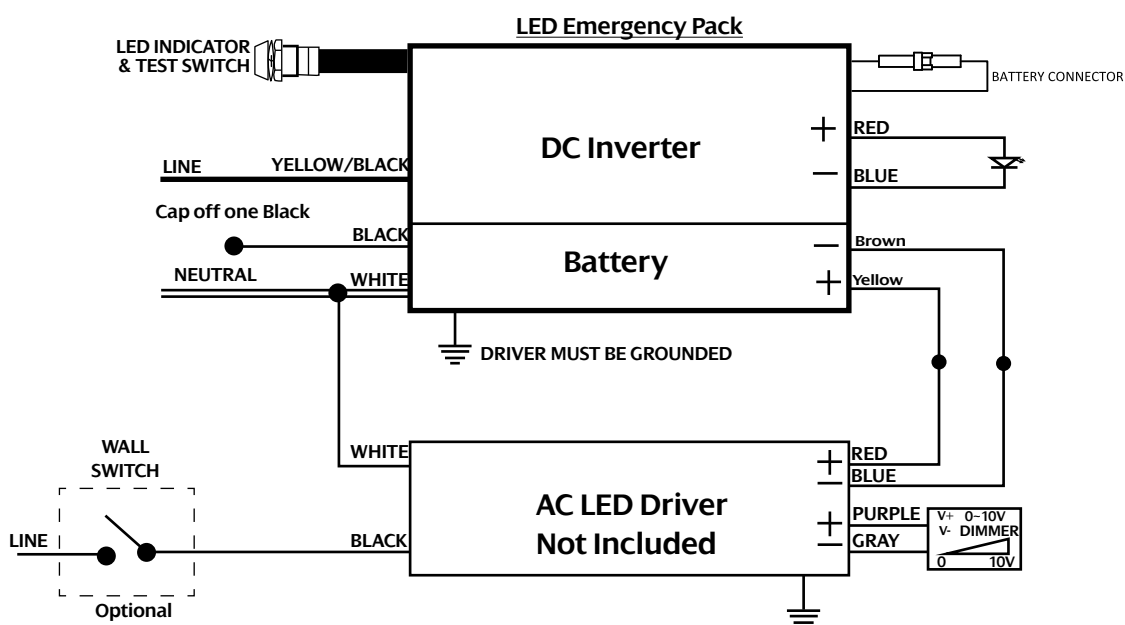 LED Emergency Pack
LED INDICATOR
& TEST SWITCH
BATTERY CONNECTOR
+ RED
DC Inverter
LINE YELLOW/BLACK
− BLUE
Cap off one Black
BLACK
− Brown
Battery
NEUTRAL WHITE
+ Yellow
DRIVER MUST BE GROUNDED
WALL
SWITCH
WHITE
+ RED
− BLUE
AC LED Driver
Not Included
+ PURPLE
− GRAY
V+ 0~10V
V- DIMMER
0 10V
LINE
BLACK
Optional